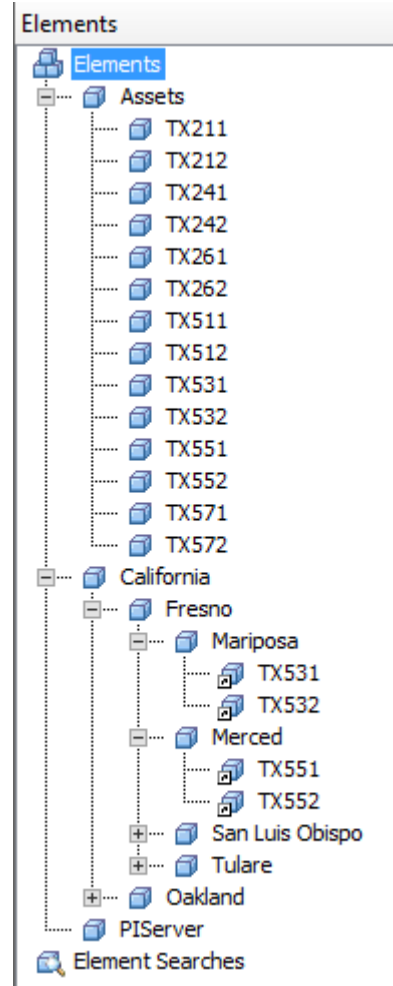 Elements
Elements
Assets
TX211
TX212
TX241
TX242
TX261
TX262
TX511
TX512
TX531
TX532
TX551
TX552
TX571
TX572
California
Fresno
Mariposa
TX531
TX532
Merced
TX551
TX552
San Luis Obispo
Tulare
Oakland
PIServer
Element Searches